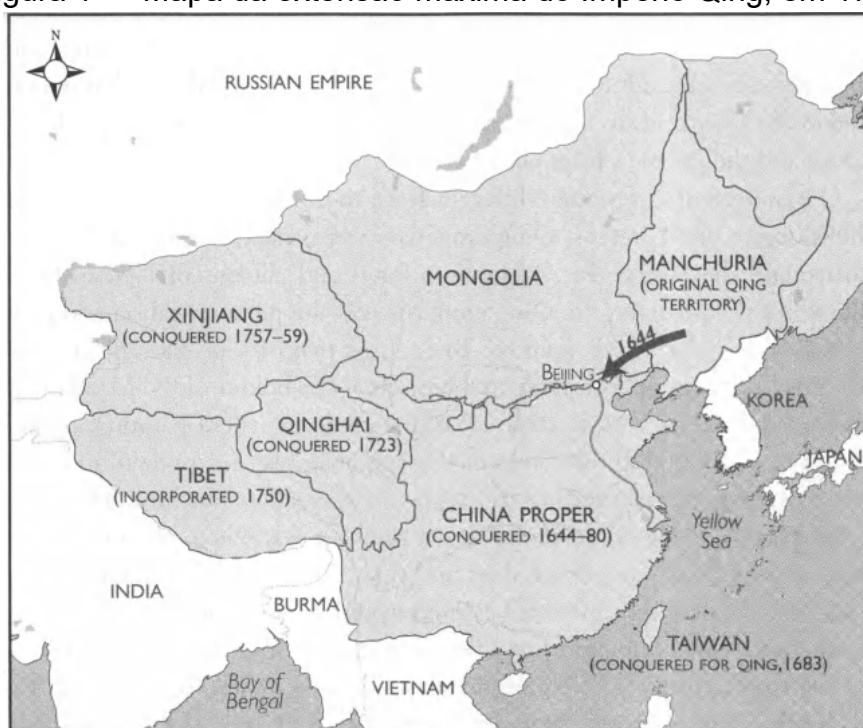 Mapa da extensão máxima do Império Qing, em
N
RUSSIAN EMPIRE
MONGOLIA
MANCHURIA
(ORIGINAL QING
TERRITORY)
XINJIANG
(CONQUERED 1757–59)
1644
BEIJING
QINGHAI
(CONQUERED 1723)
KOREA
TIBET
(INCORPORATED 1750)
JAPAN
CHINA PROPER
(CONQUERED 1644–80)
Yellow
Sea
INDIA
BURMA
TAIWAN
(CONQUERED FOR QING, 1683)
Bay of
Bengal
VIETNAM